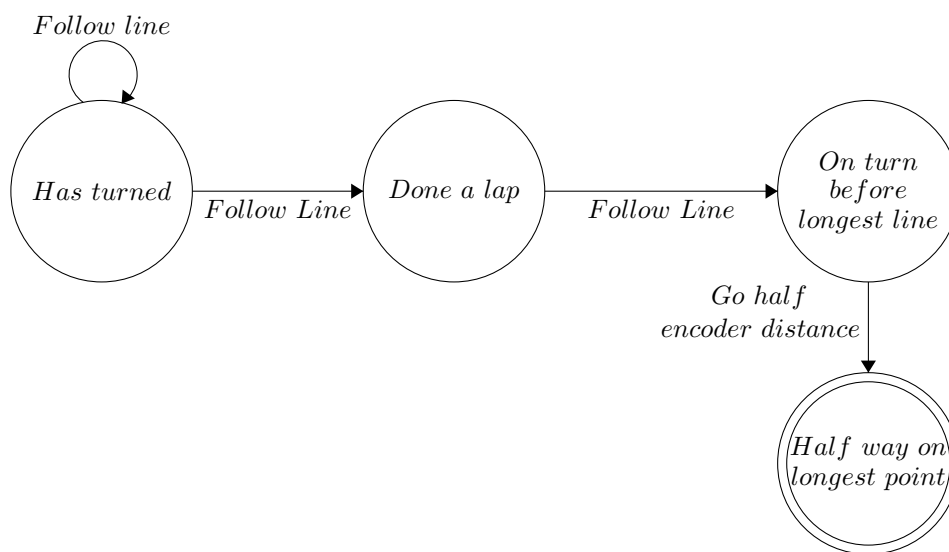 Follow line
Has turned
Follow Line
Done a lap
Follow Line
On turn
before
longest line
Go half
encoder distance
Half way on
longest point